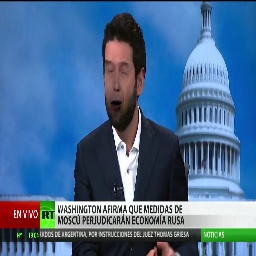 EN VIVO
RT
WASHINGTON AFIRMA QUE MEDIDAS DE
MOSCÚ PERJUDICARÁN ECONOMÍA RUSA
DE ARGENTINA, POR INSTRUCCIONES DEL JUEZ THOMAS GRIESA
NOTICIAS